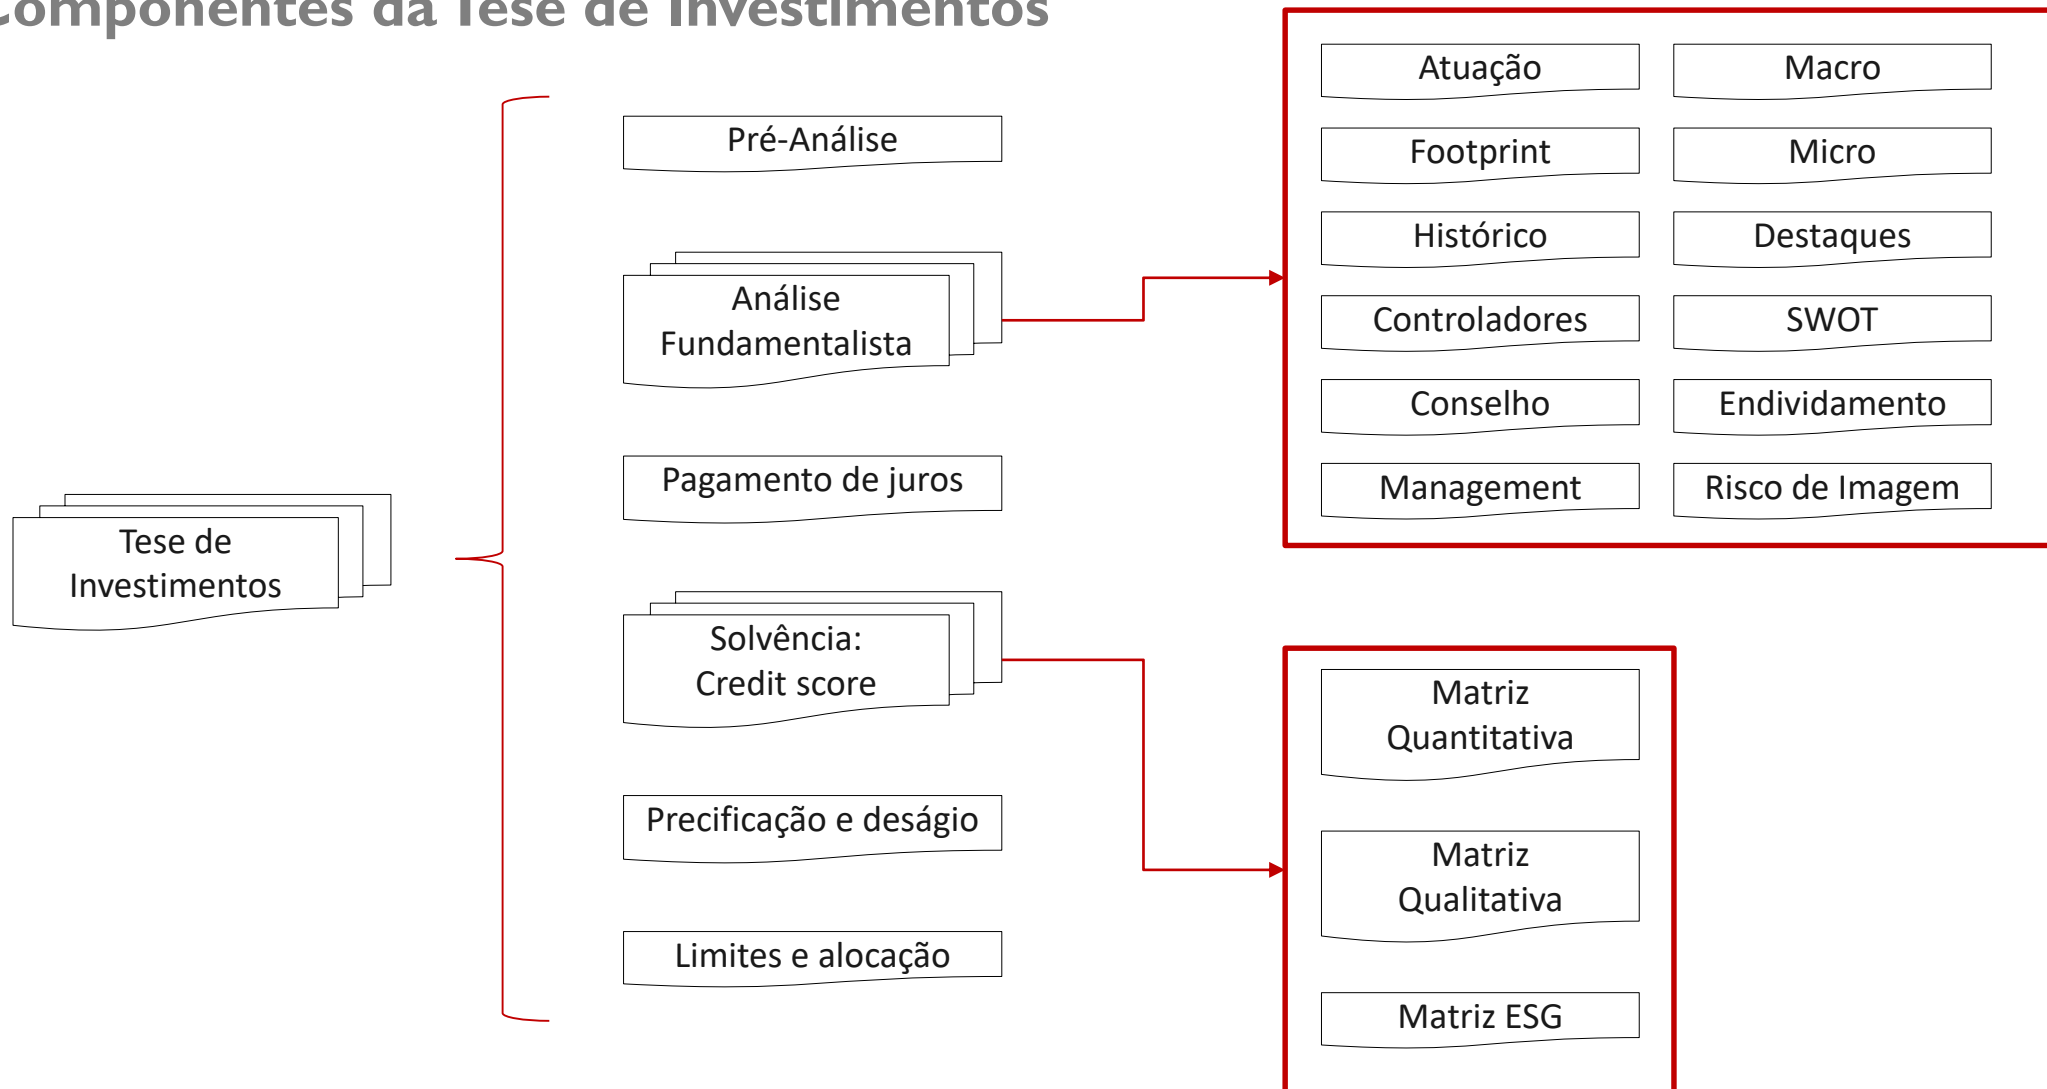 Componentes da Tese de Investimentos
Tese de
Investimentos
Pré-Análise
Análise
Fundamentalista
Pagamento de juros
Solvência:
Credit score
Precificação e deságio
Limites e alocação
Atuação
Macro
Footprint
Micro
Histórico
Destaques
Controladores
SWOT
Conselho
Endividamento
Management
Risco de Imagem
Matriz
Quantitativa
Matriz
Qualitativa
Matriz ESG